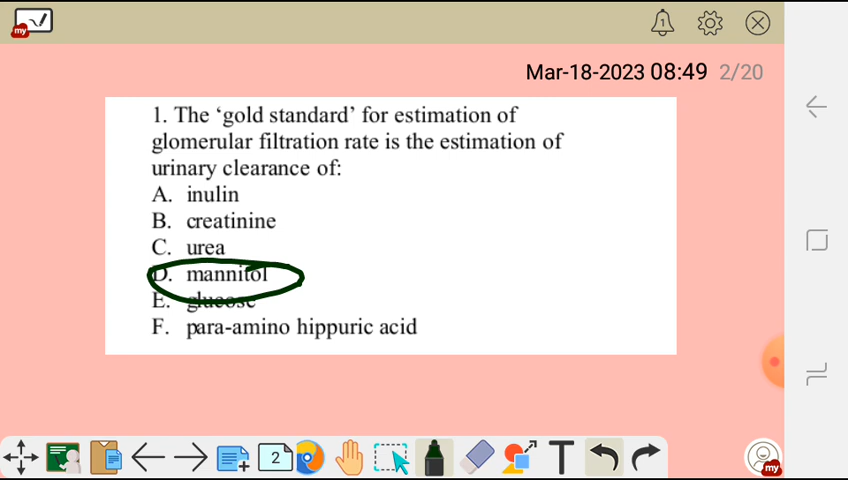 my
1
Mar-18-2023 08:49 2/20
1. The ‘gold standard’ for estimation of
glomerular filtration rate is the estimation of
urinary clearance of:
A. inulin
B. creatinine
C. urea
D. mannitol
E. glucose
F. para-amino hippuric acid
2
T
my